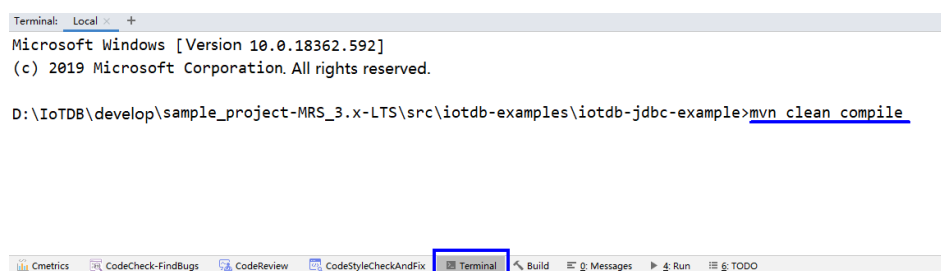 Terminal: Local × +
Microsoft Windows [Version 10.0.18362.592]
(c) 2019 Microsoft Corporation. All rights reserved.
D:\IoTDB\develop\sample_project-MRS_3.x-LTS\src\iotdb-examples\iotdb-jdbc-example>mvn clean compile
Cmetrics CodeCheck-FindBugs CodeReview CodeStyleCheckAndFix Terminal Build 0: Messages 4: Run 6: TODO